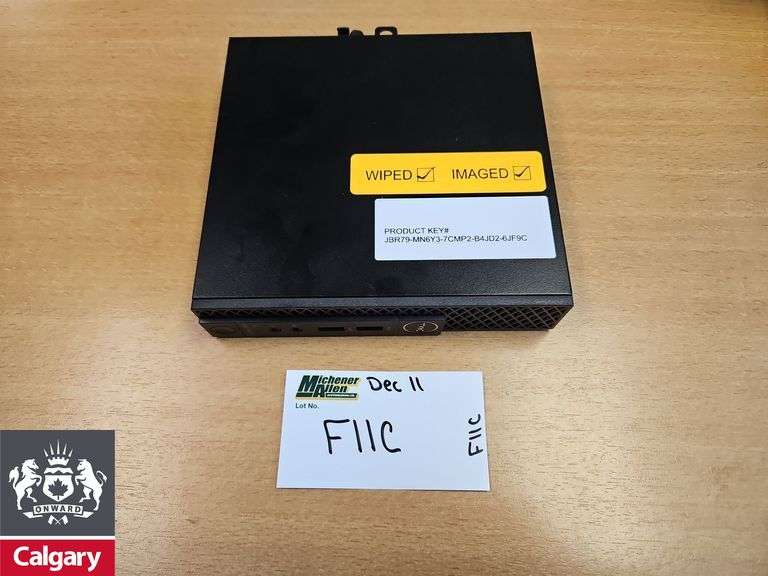 WIPED ☑ IMAGED ☑
PRODUCT KEY#
JBR79-MN6Y3-7CMP2-B4JD2-6JF9C
DELL
Michener
Allen
Dec 11
Lot No.
F11C
F11C
ONWARD
Calgary